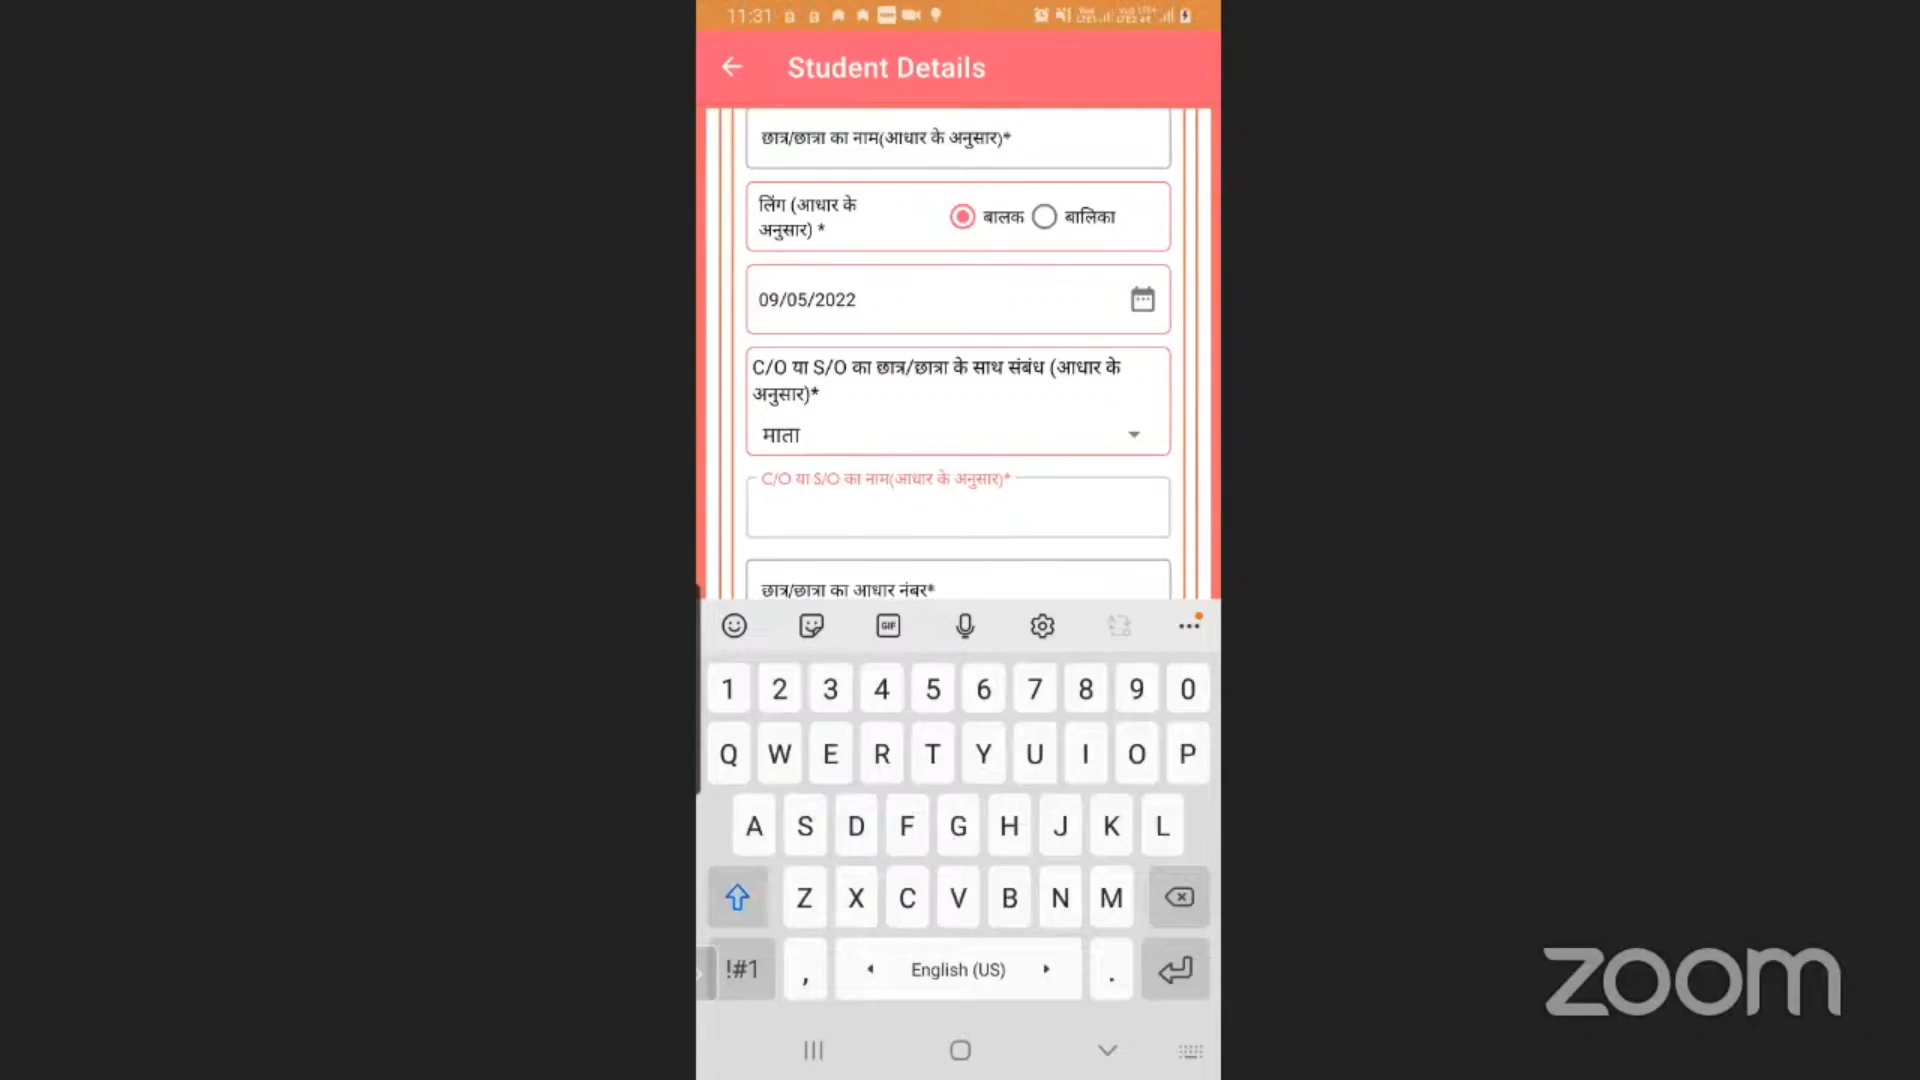 11:31
Student Details
छात्र/छात्रा का नाम(आधार के अनुसार)*
लिंग (आधार के
अनुसार) *
बालक बालिका
09/05/2022
C/O या S/O का छात्र/छात्रा के साथ संबंध (आधार के
अनुसार)*
माता
C/O या S/O का नाम(आधार के अनुसार)*
छात्र/छात्रा का आधार नंबर*
GIF
1 2 3 4 5 6 7 8 9 0
Q W E R T Y U I O P
A S D F G H J K L
Z X C V B N M
!#1 , English (US) .
zoom